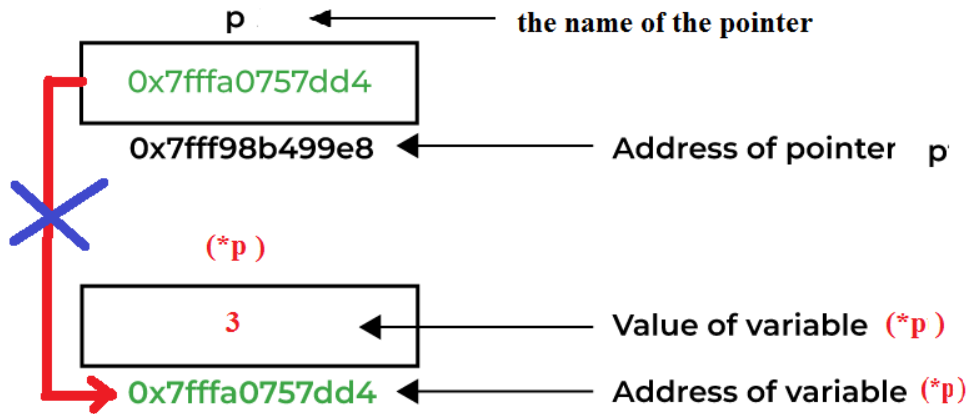 p the name of the pointer
0x7fffa0757dd4
0x7fff98b499e8 Address of pointer p
(*p )
3 Value of variable (*p )
0x7fffa0757dd4 Address of variable (*p)